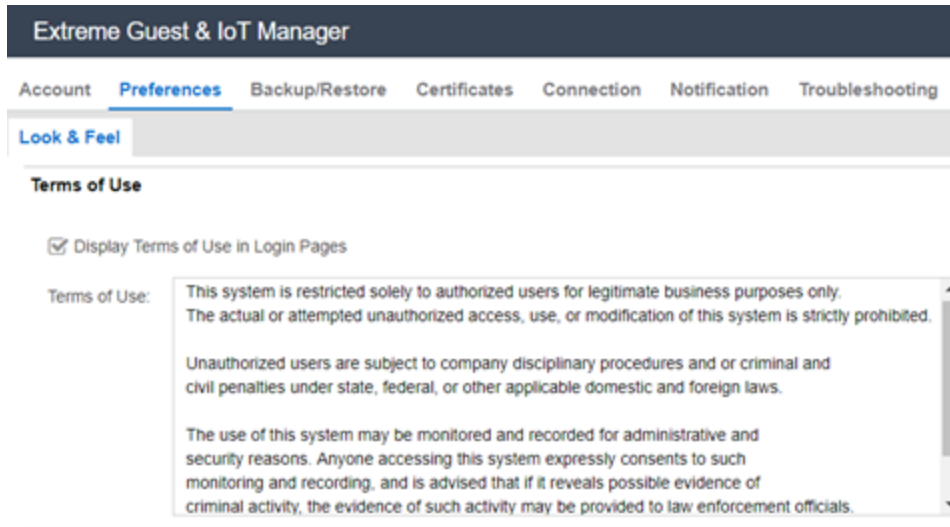 Extreme Guest & IoT Manager
Account Preferences Backup/Restore Certificates Connection Notification Troubleshooting
Look & Feel
Terms of Use
Display Terms of Use in Login Pages
Terms of Use:
This system is restricted solely to authorized users for legitimate business purposes only.
The actual or attempted unauthorized access, use, or modification of this system is strictly prohibited.
Unauthorized users are subject to company disciplinary procedures and or criminal and
civil penalties under state, federal, or other applicable domestic and foreign laws.
The use of this system may be monitored and recorded for administrative and
security reasons. Anyone accessing this system expressly consents to such
monitoring and recording, and is advised that if it reveals possible evidence of
criminal activity, the evidence of such activity may be provided to law enforcement officials.